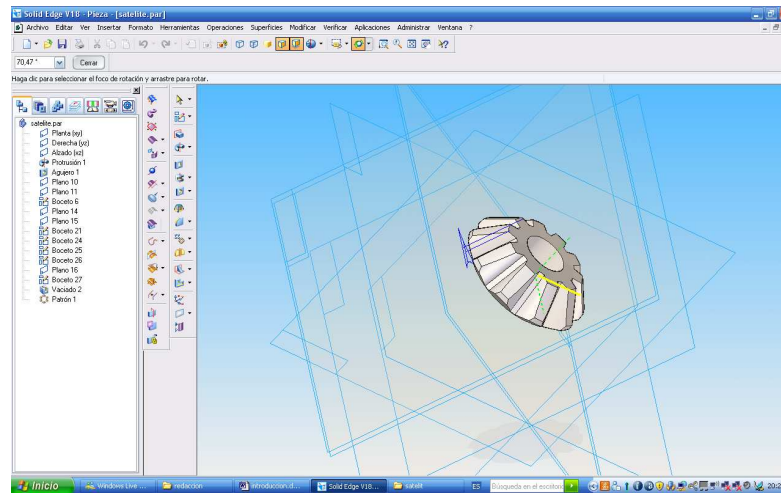 Solid Edge V18 - Pieza - [satelite.par]
Archivo Editar Ver Insertar Formato Herramientas Operaciones Superficies Modificar Verificar Aplicaciones Administrar Ventana ?
70,47 °
Cerrar
Haga clic para seleccionar el foco de rotación y arrastre para rotar.
satelite.par
Planta (xy)
Derecha (yz)
Alzado (xz)
Protrusión 1
Agujero 1
Plano 10
Plano 11
Boceto 6
Plano 14
Plano 15
Boceto 21
Boceto 24
Boceto 25
Boceto 26
Plano 16
Boceto 27
Vaciado 2
Patrón 1
Inicio
Windows Live ...
redaccion
introduccion.d...
Solid Edge V18...
satelit
ES
Búsqueda en el escritorio